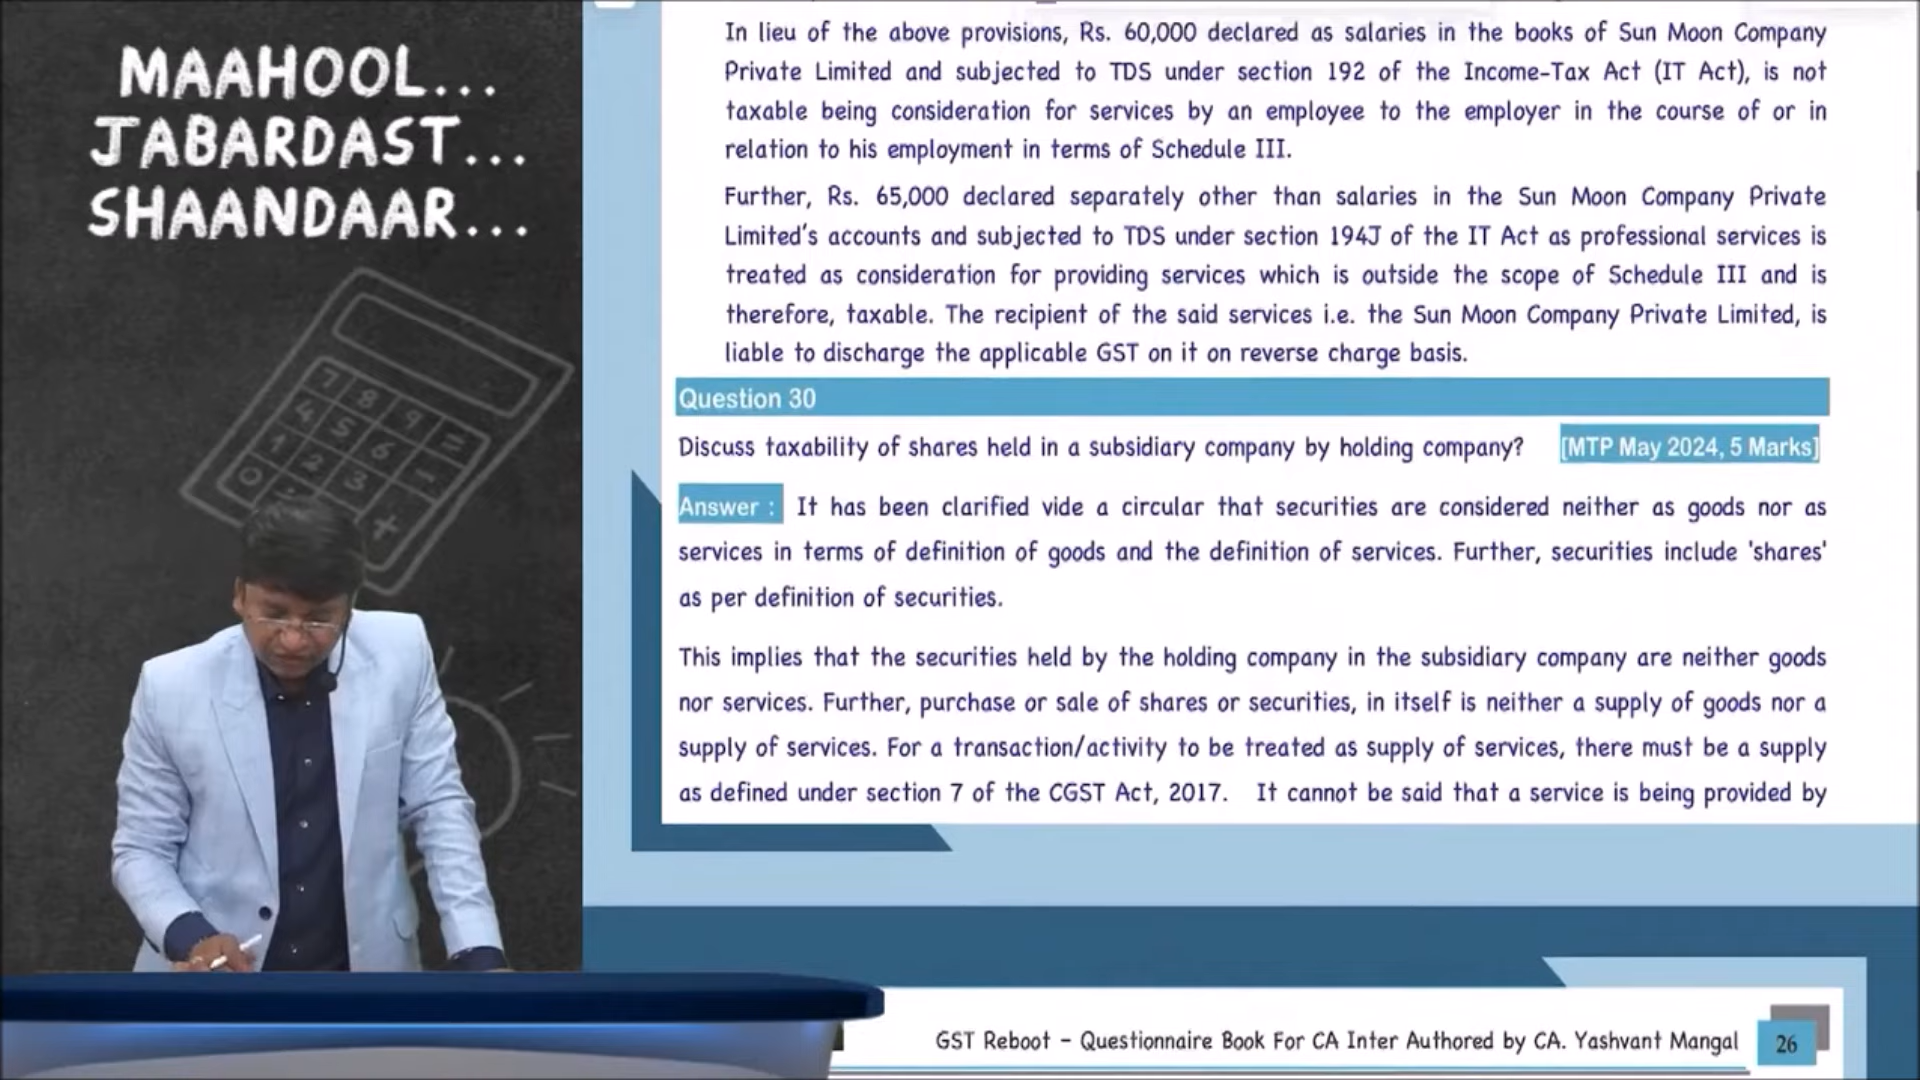 MAAHOOL...
JABARDAST...
SHAANDAAR...
7 8 9 =
4 5 6 -
1 2 3 +
0 .
In lieu of the above provisions, Rs. 60,000 declared as salaries in the books of Sun Moon Company
Private Limited and subjected to TDS under section 192 of the Income-Tax Act (IT Act), is not
taxable being consideration for services by an employee to the employer in the course of or in
relation to his employment in terms of Schedule III.
Further, Rs. 65,000 declared separately other than salaries in the Sun Moon Company Private
Limited's accounts and subjected to TDS under section 194J of the IT Act as professional services is
treated as consideration for providing services which is outside the scope of Schedule III and is
therefore, taxable. The recipient of the said services i.e. the Sun Moon Company Private Limited, is
liable to discharge the applicable GST on it on reverse charge basis.
Question 30
Discuss taxability of shares held in a subsidiary company by holding company? [MTP May 2024, 5 Marks]
Answer : It has been clarified vide a circular that securities are considered neither as goods nor as
services in terms of definition of goods and the definition of services. Further, securities include 'shares'
as per definition of securities.
This implies that the securities held by the holding company in the subsidiary company are neither goods
nor services. Further, purchase or sale of shares or securities, in itself is neither a supply of goods nor a
supply of services. For a transaction/activity to be treated as supply of services, there must be a supply
as defined under section 7 of the CGST Act, 2017. It cannot be said that a service is being provided by
GST Reboot - Questionnaire Book For CA Inter Authored by CA. Yashvant Mangal 26